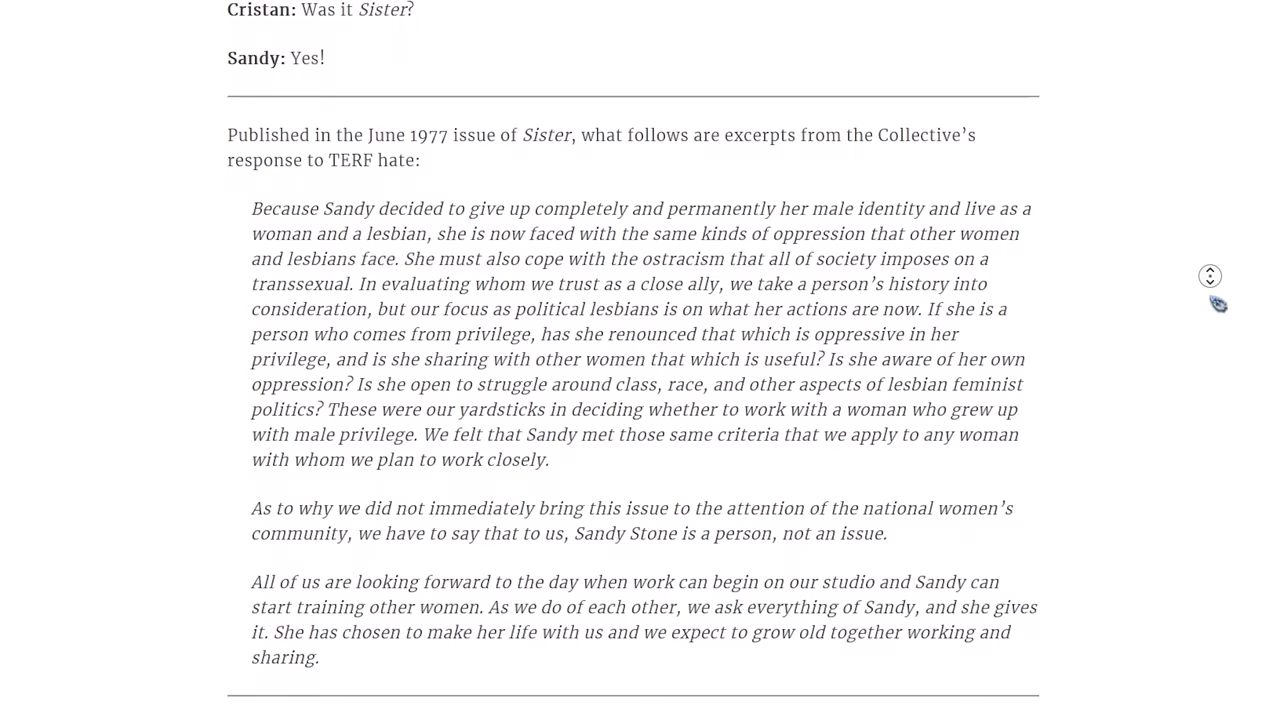 Cristan: Was it Sister?
Sandy: Yes!
Published in the June 1977 issue of Sister, what follows are excerpts from the Collective’s
response to TERF hate:
Because Sandy decided to give up completely and permanently her male identity and live as a
woman and a lesbian, she is now faced with the same kinds of oppression that other women
and lesbians face. She must also cope with the ostracism that all of society imposes on a
transsexual. In evaluating whom we trust as a close ally, we take a person’s history into
consideration, but our focus as political lesbians is on what her actions are now. If she is a
person who comes from privilege, has she renounced that which is oppressive in her
privilege, and is she sharing with other women that which is useful? Is she aware of her own
oppression? Is she open to struggle around class, race, and other aspects of lesbian feminist
politics? These were our yardsticks in deciding whether to work with a woman who grew up
with male privilege. We felt that Sandy met those same criteria that we apply to any woman
with whom we plan to work closely.
As to why we did not immediately bring this issue to the attention of the national women’s
community, we have to say that to us, Sandy Stone is a person, not an issue.
All of us are looking forward to the day when work can begin on our studio and Sandy can
start training other women. As we do of each other, we ask everything of Sandy, and she gives
it. She has chosen to make her life with us and we expect to grow old together working and
sharing.